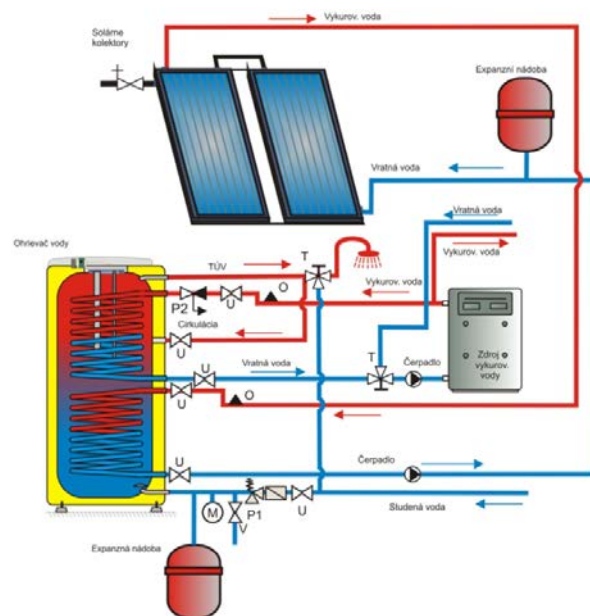 Vykurov. voda
Solárne
kolektory
Expanzní nádoba
Vratná voda
Vratná voda
Ohrievač vody
TÚV
T
Vykurov. voda
Vykurov. voda
O
P2
U
Cirkulácia
U
Zdroj
vykurov.
vody
Vratná voda
T
Čerpadlo
U
U
O
U
Čerpadlo
M
V
P1
U
Studená voda
Expanzná nádoba